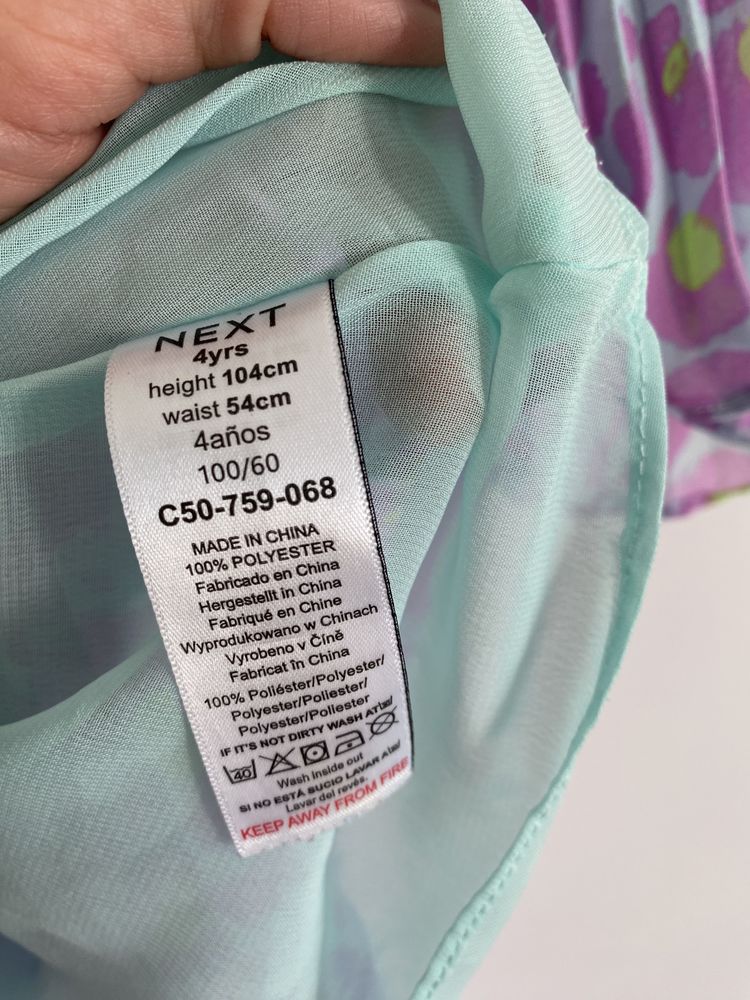 NEXT
4yrs
height 104cm
waist 54cm
4años
100/60
C50-759-068
MADE IN CHINA
100% POLYESTER
Fabricado en China
Hergestellt in China
Fabriqué en Chine
Wyprodukowano w Chinach
Vyrobeno v Číně
Fabricat în China
100% Poliéster/Polyester/
Polyester/Poliester/
Polyester/Poliester
IF IT'S NOT DIRTY WASH AT
40
Wash inside out
SI NO ESTÁ SUCIO LAVAR A
Lavar del revés.
KEEP AWAY FROM FIRE